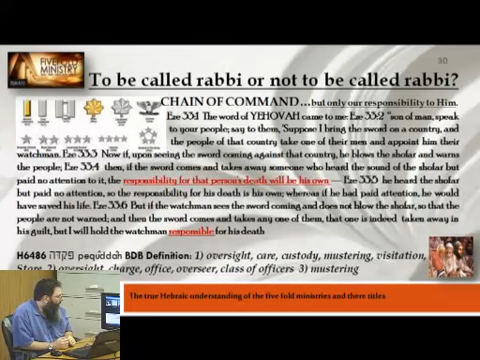 30
FIVEFOLD
MINISTRY
To be called rabbi or not to be called rabbi?
CHAIN OF COMMAND…but only our responsibility to Him.
Eze 33:1 The word of YEHOVAH came to me: Eze 33:2 "son of man, speak
to your people; say to them, 'Suppose I bring the sword on a country, and
the people of that country take one of their men and appoint him their
watchman. Eze 33:3 Now if, upon seeing the sword coming against that country, he blows the shofar and warns
the people; Eze 33:4 then, if the sword comes and takes away someone who heard the sound of the shofar but
paid no attention to it, the responsibility for that person's death will be his own — Eze 33:5 he heard the shofar
but paid no attention, so the responsibility for his death is his own; whereas if he had paid attention, he would
have saved his life. Eze 33:6 But if the watchman sees the sword coming and does not blow the shofar, so that the
people are not warned; and then the sword comes and takes any one of them, that one is indeed taken away in
his guilt, but I will hold the watchman responsible for his death
H6486 פקדה pequddah BDB Definition: 1) oversight, care, custody, mustering, visitation,
Store 2) oversight, charge, office, overseer, class of officers 3) mustering
The true Hebraic understanding of the five fold ministries and there titles